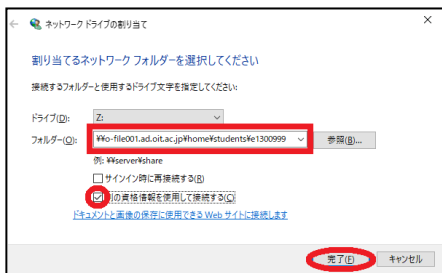 ネットワーク ドライブの割り当て
割り当てるネットワーク フォルダーを選択してください
接続するフォルダーと使用するドライブ文字を指定してください:
ドライブ(D): Z:
フォルダー(O): ¥¥o-file001.ad.oit.ac.jp¥home¥students¥e1300999 参照(B)...
例: ¥¥server¥share
サインイン時に再接続する(R)
の資格情報を使用して接続する(C)
ドキュメントと画像の保存に使用できる Web サイトに接続します
完了(F) キャンセル